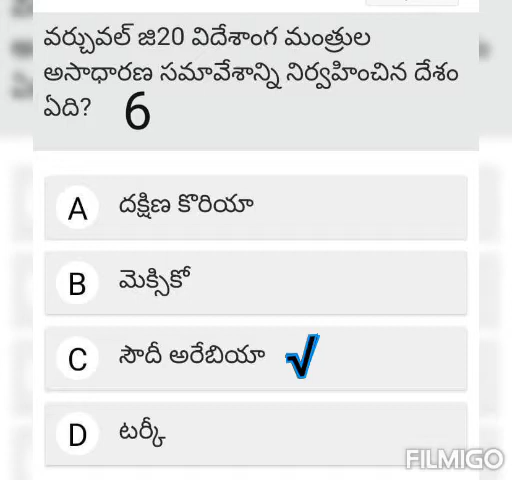 వర్చువల్ జి20 విదేశాంగ మంత్రుల
అసాధారణ సమావేశాన్ని నిర్వహించిన దేశం
ఏది? 6
A దక్షిణ కొరియా
B మెక్సికో
C సౌదీ అరేబియా √
D టర్కీ
FILMIGO